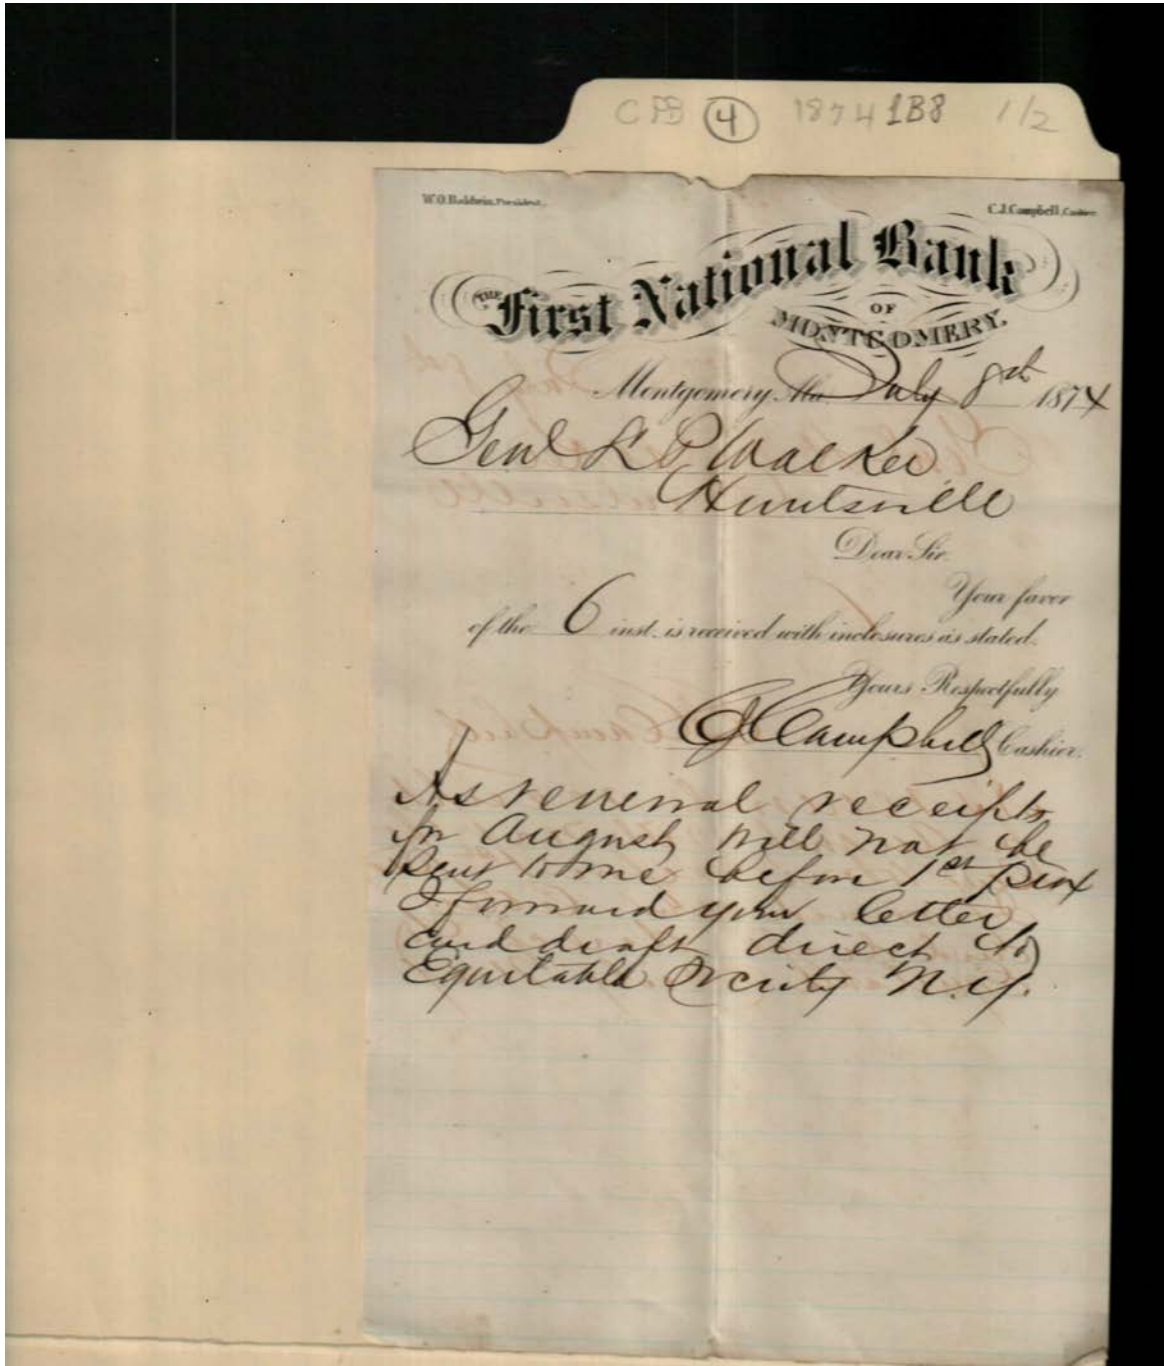 CPB 4 1874 1B8 1/2
W.O. Baldwin, President.
C.J. Campbell, Cashier
THE First National Bank
OF
MONTGOMERY.
Montgomery, Ala. July 8th 1874
Genl L P Walker
Huntsville
Dear Sir.
Your favor
of the 6 inst. is received with inclosures as stated.
Yours Respectfully
CJCampbell Cashier.
As renewal receipts
for August will not be
sent to me before 1st prox
I forward your letter
and draft direct to
Equitable Society N.Y.